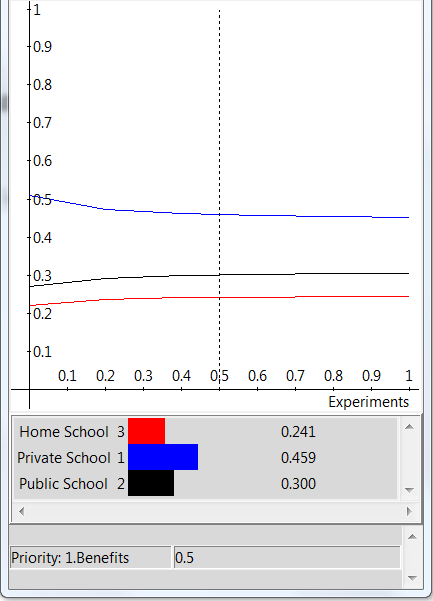 1
0.9
0.8
0.7
0.6
0.5
0.4
0.3
0.2
0.1
0.1 0.2 0.3 0.4 0.5 0.6 0.7 0.8 0.9 1
Experiments
Home School 3 0.241
Private School 1 0.459
Public School 2 0.300
Priority: 1.Benefits 0.5